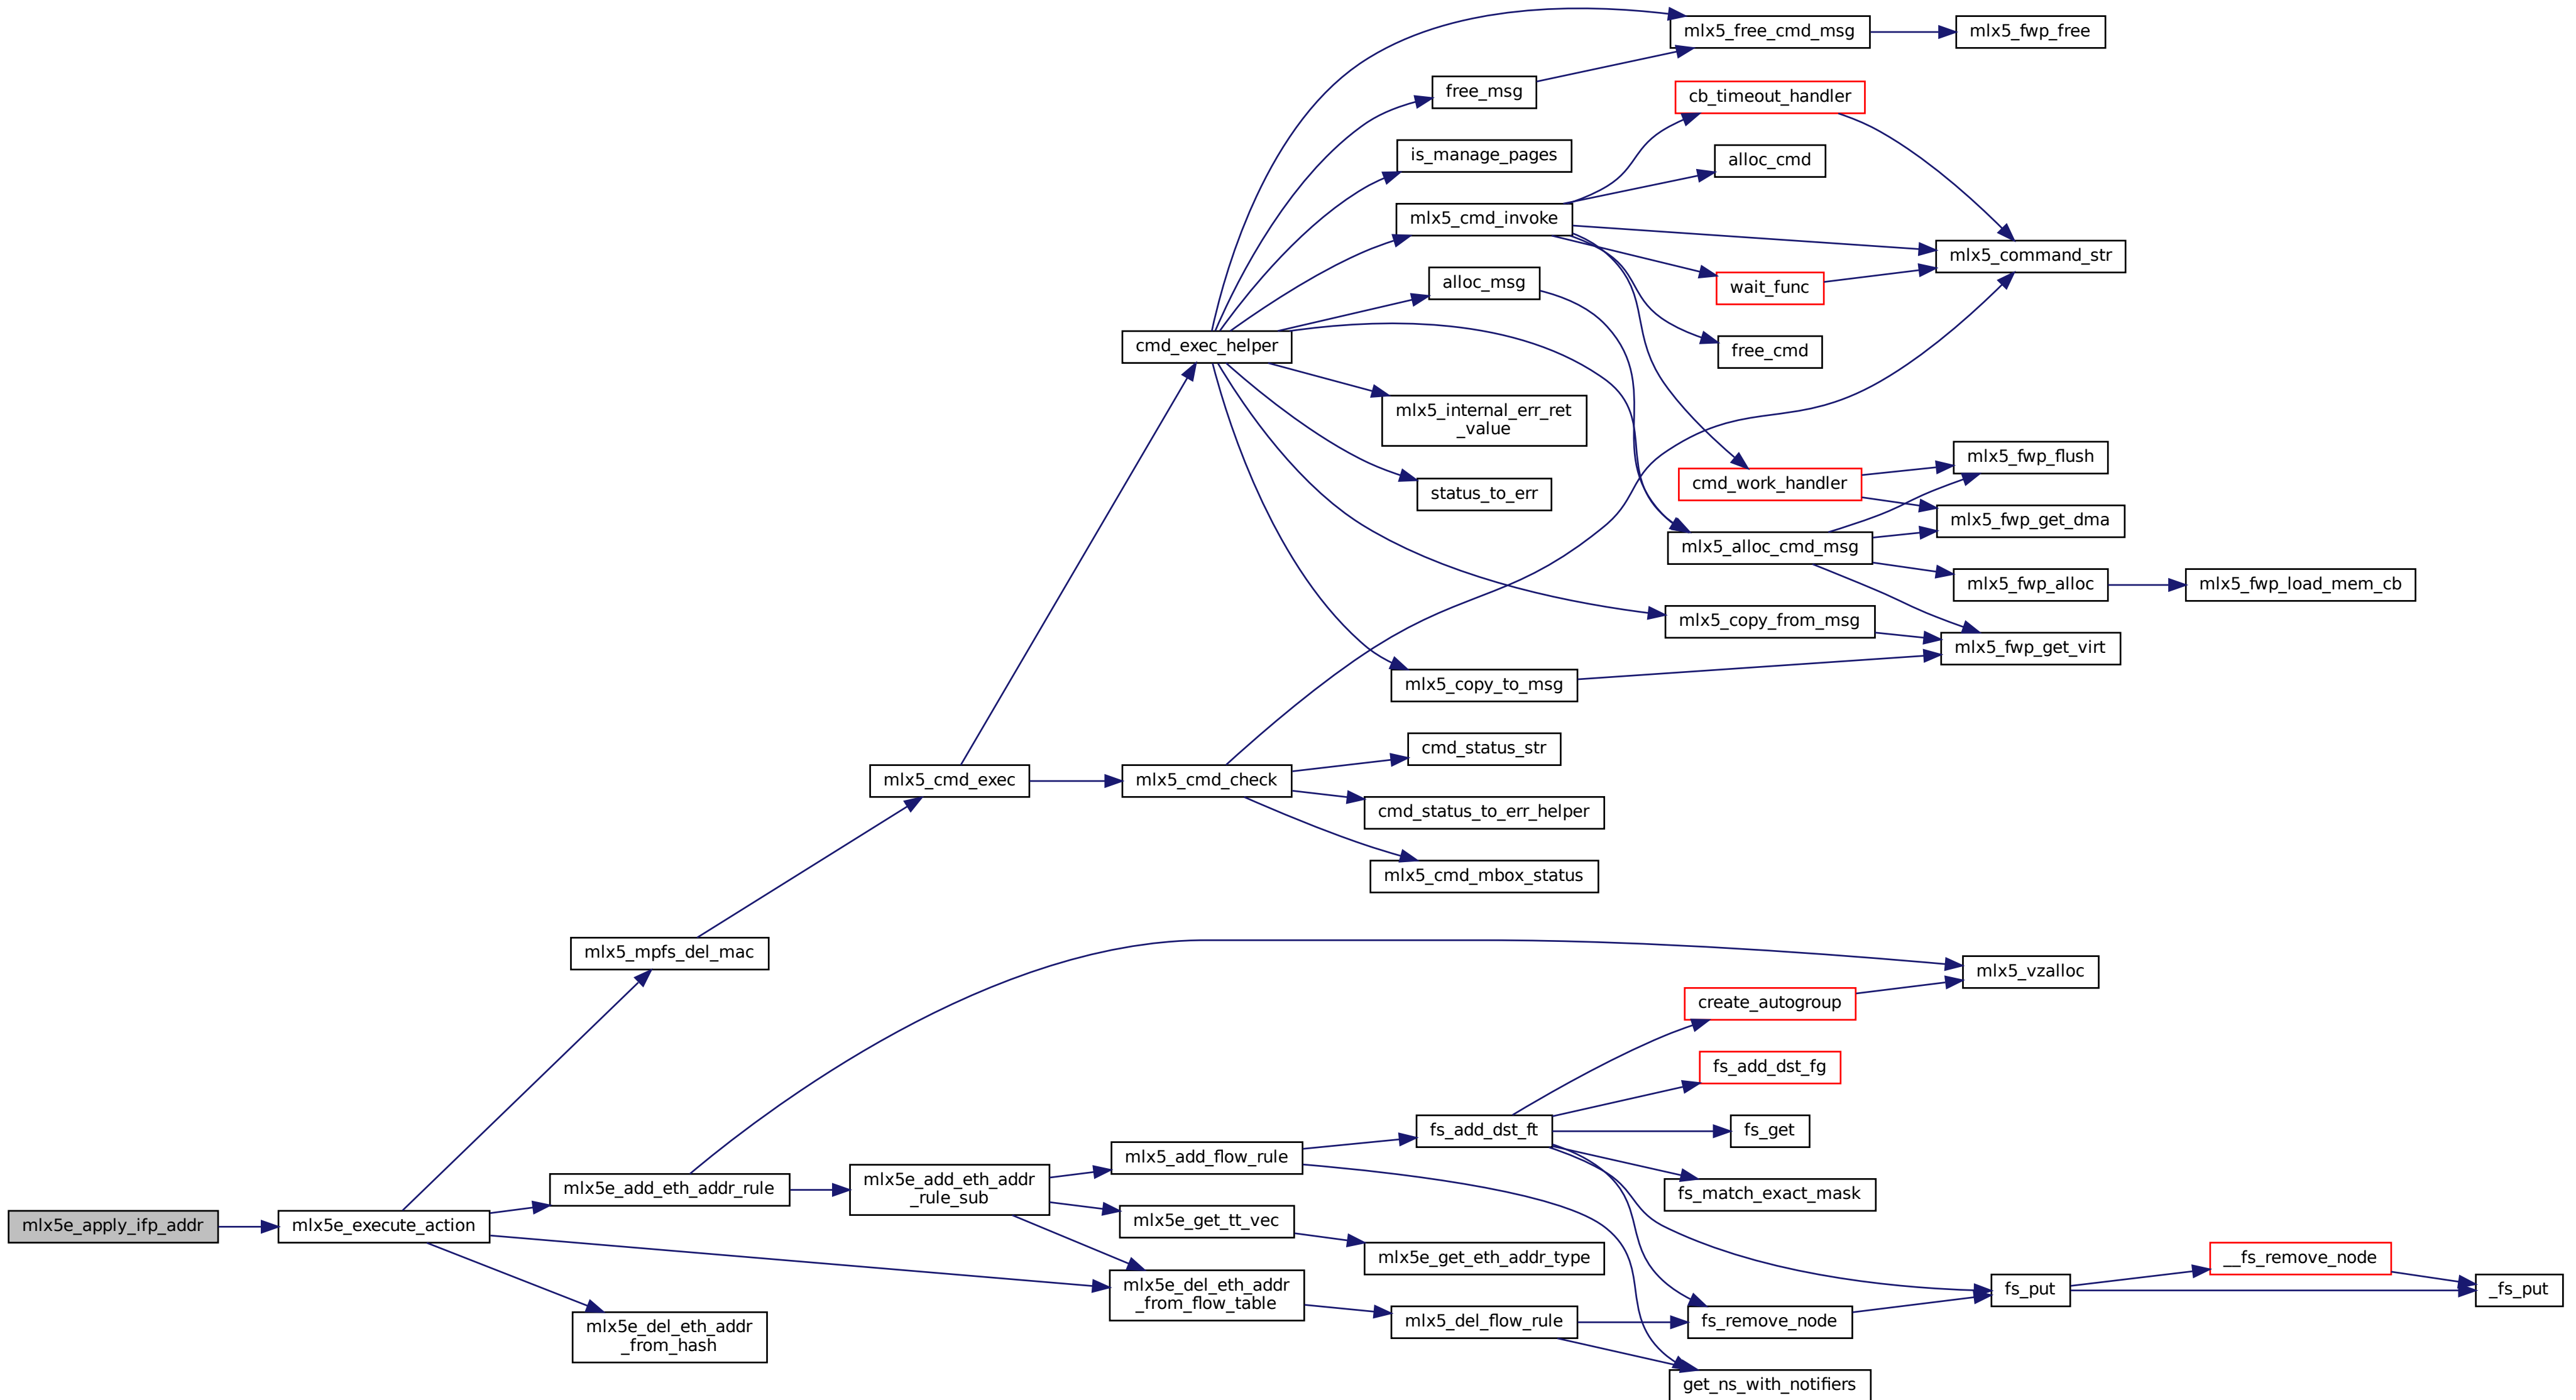 mlx5_free_cmd_msg
mlx5_fwp_free
free_msg
cb_timeout_handler
is_manage_pages
alloc_cmd
mlx5_cmd_invoke
mlx5_command_str
alloc_msg
wait_func
cmd_exec_helper
free_cmd
mlx5_internal_err_ret
_value
mlx5_fwp_flush
cmd_work_handler
status_to_err
mlx5_fwp_get_dma
mlx5_alloc_cmd_msg
mlx5_fwp_alloc
mlx5_fwp_load_mem_cb
mlx5_copy_from_msg
mlx5_fwp_get_virt
mlx5_copy_to_msg
cmd_status_str
mlx5_cmd_exec
mlx5_cmd_check
cmd_status_to_err_helper
mlx5_cmd_mbox_status
mlx5_mpfs_del_mac
mlx5_vzalloc
create_autogroup
fs_add_dst_fg
fs_add_dst_ft
fs_get
mlx5_add_flow_rule
mlx5e_add_eth_addr_rule
mlx5e_add_eth_addr
_rule_sub
fs_match_exact_mask
mlx5e_apply_ifp_addr
mlx5e_execute_action
mlx5e_get_tt_vec
mlx5e_get_eth_addr_type
__fs_remove_node
mlx5e_del_eth_addr
_from_flow_table
fs_put
_fs_put
mlx5_del_flow_rule
fs_remove_node
mlx5e_del_eth_addr
_from_hash
get_ns_with_notifiers